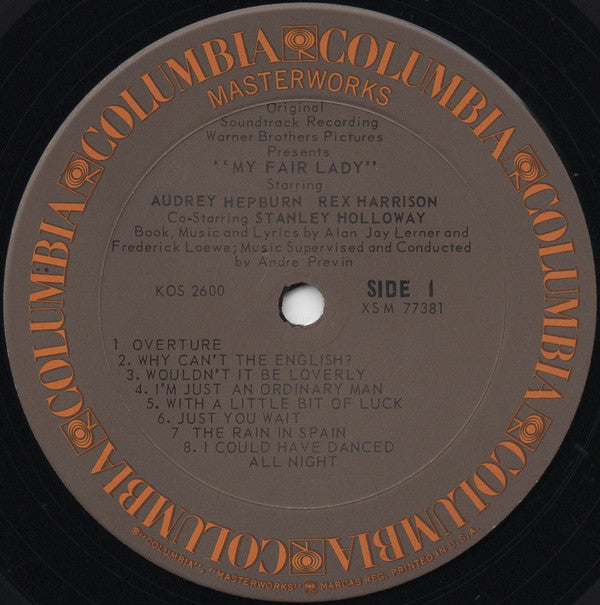 COLUMBIA COLUMBIA COLUMBIA COLUMBIA COLUMBIA COLUMBIA COLUMBIA
MASTERWORKS
Original
Soundtrack Recording
Warner Brothers Pictures
Presents
"MY FAIR LADY"
Starring
AUDREY HEPBURN REX HARRISON
Co-Starring STANLEY HOLLOWAY
Book, Music and Lyrics by Alan Jay Lerner and
Frederick Loewe; Music Supervised and Conducted
by Andre Previn
KOS 2600
SIDE 1
XSM 77381
1 OVERTURE
2. WHY CAN'T THE ENGLISH?
3. WOULDN'T IT BE LOVERLY
4. I'M JUST AN ORDINARY MAN
5. WITH A LITTLE BIT OF LUCK
6. JUST YOU WAIT
7 THE RAIN IN SPAIN
8. I COULD HAVE DANCED
ALL NIGHT
"COLUMBIA", "MASTERWORKS" MARCAS REG. PRINTED IN U.S.A.